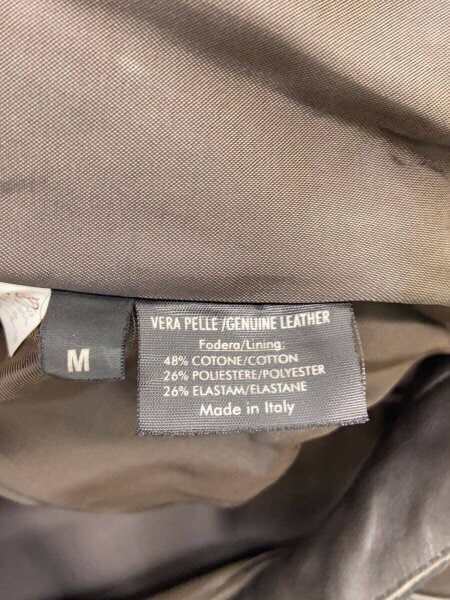 M
VERA PELLE/GENUINE LEATHER
Fodera/Lining:
48% COTONE/COTTON
26% POLIESTERE/POLYESTER
26% ELASTAM/ELASTANE
Made in Italy